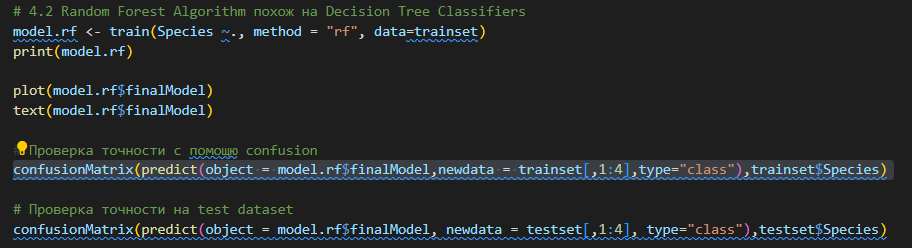 # 4.2 Random Forest Algorithm похож на Decision Tree Classifiers
model.rf <- train(Species ~., method = "rf", data=trainset)
print(model.rf)
plot(model.rf$finalModel)
text(model.rf$finalModel)
Проверка точности с помощю confusion
confusionMatrix(predict(object = model.rf$finalModel,newdata = trainset[,1:4],type="class"),trainset$Species)
# Проверка точности на test dataset
confusionMatrix(predict(object = model.rf$finalModel, newdata = testset[,1:4], type="class"),testset$Species)